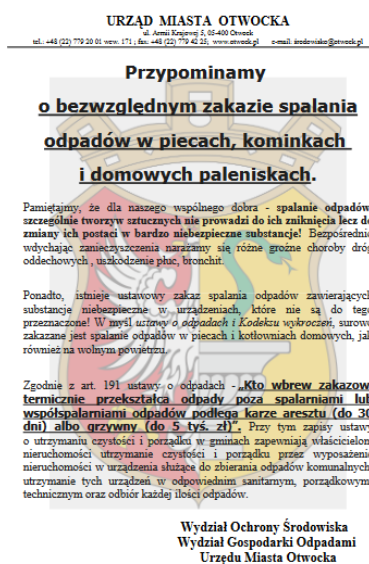 URZĄD MIASTA OTWOCKA
ul. Armii Krajowej 5, 05-400 Otwock
tel.: +48 (22) 779 20 01 wew. 171 ; fax: +48 (22) 779 42 25; www.otwock.pl e-mail: srodowisko@otwock.pl
Przypominamy
o bezwzględnym zakazie spalania
odpadów w piecach, kominkach
i domowych paleniskach.
Pamiętajmy, że dla naszego wspólnego dobra - spalanie odpadów
szczególnie tworzyw sztucznych nie prowadzi do ich zniknięcia lecz do
zmiany ich postaci w bardzo niebezpieczne substancje! Bezpośrednio
wdychając zanieczyszczenia narażamy się różne groźne choroby dróg
oddechowych , uszkodzenie płuc, bronchit.
Ponadto, istnieje ustawowy zakaz spalania odpadów zawierających
substancje niebezpieczne w urządzeniach, które nie są do tego
przeznaczone! W myśl ustawy o odpadach i Kodeksu wykroczeń, surowo
zakazane jest spalanie odpadów w piecach i kotłowniach domowych, jak
również na wolnym powietrzu.
Zgodnie z art. 191 ustawy o odpadach - „Kto wbrew zakazowi
termicznie przekształca odpady poza spalarniami lub
współspalarniami odpadów podlega karze aresztu (do 30
dni) albo grzywny (do 5 tyś. zł)”. Przy tym zapisy ustawy
o utrzymaniu czystości i porządku w gminach zapewniają właścicielom
nieruchomości utrzymanie czystości i porządku przez wyposażenie
nieruchomości w urządzenia służące do zbierania odpadów komunalnych,
utrzymanie tych urządzeń w odpowiednim sanitarnym, porządkowym
technicznym oraz odbiór każdej ilości odpadów.
Wydział Ochrony Środowiska
Wydział Gospodarki Odpadami
Urzędu Miasta Otwocka